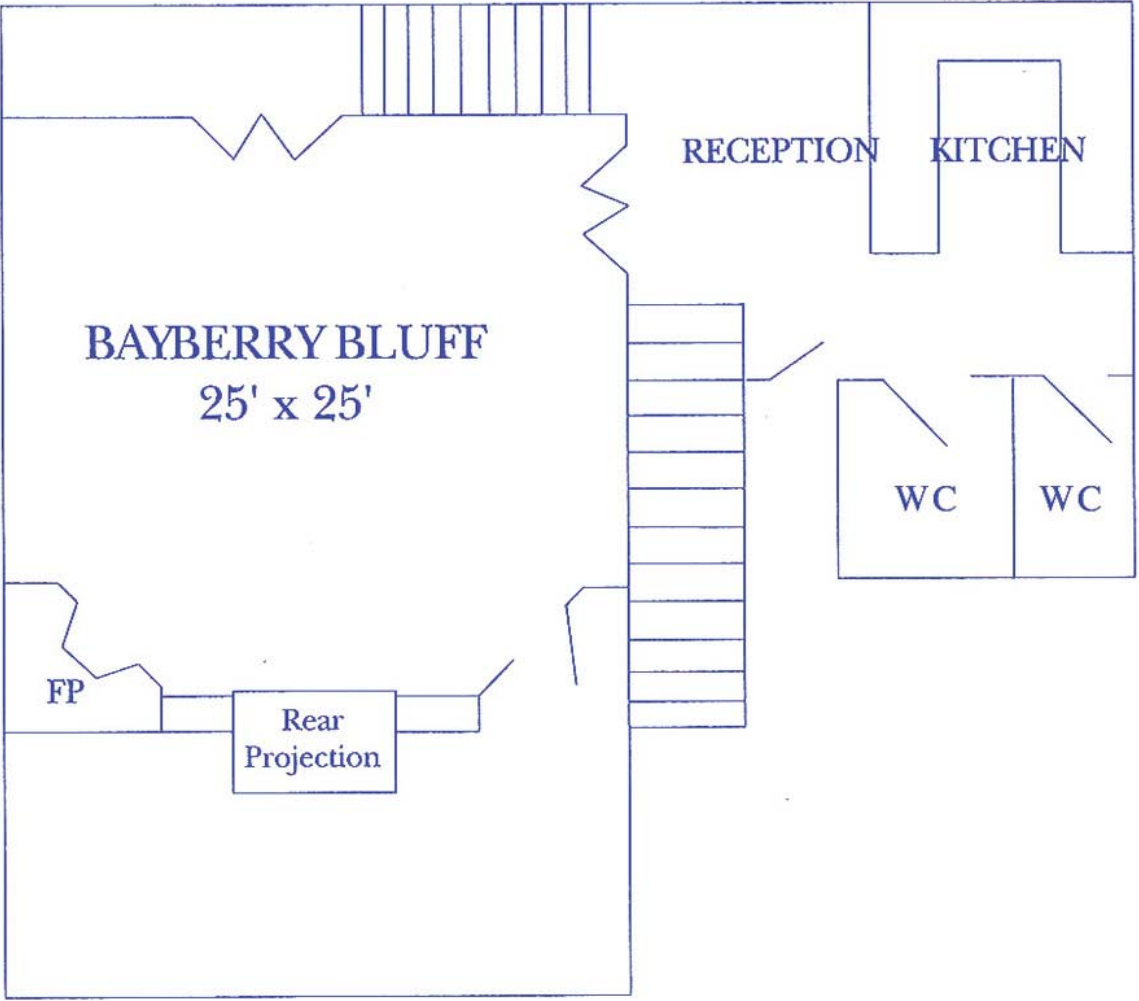 RECEPTION
KITCHEN
BAYBERRY BLUFF
25' x 25'
WC
WC
FP
Rear
Projection